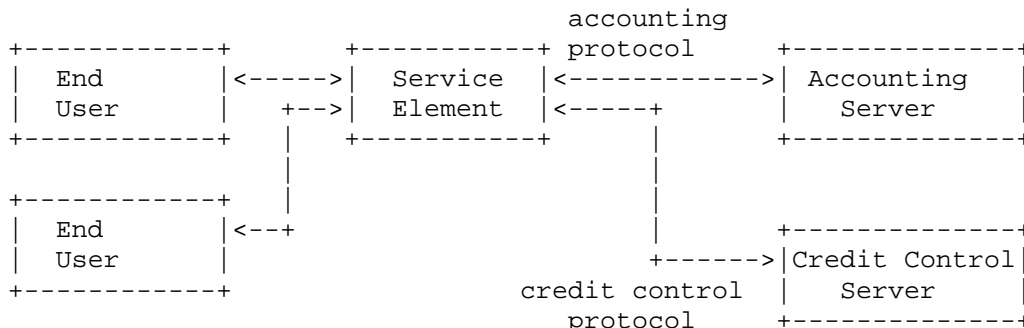 accounting
protocol
End Service Accounting
User Element Server
End
User Credit Control
credit control Server
protocol